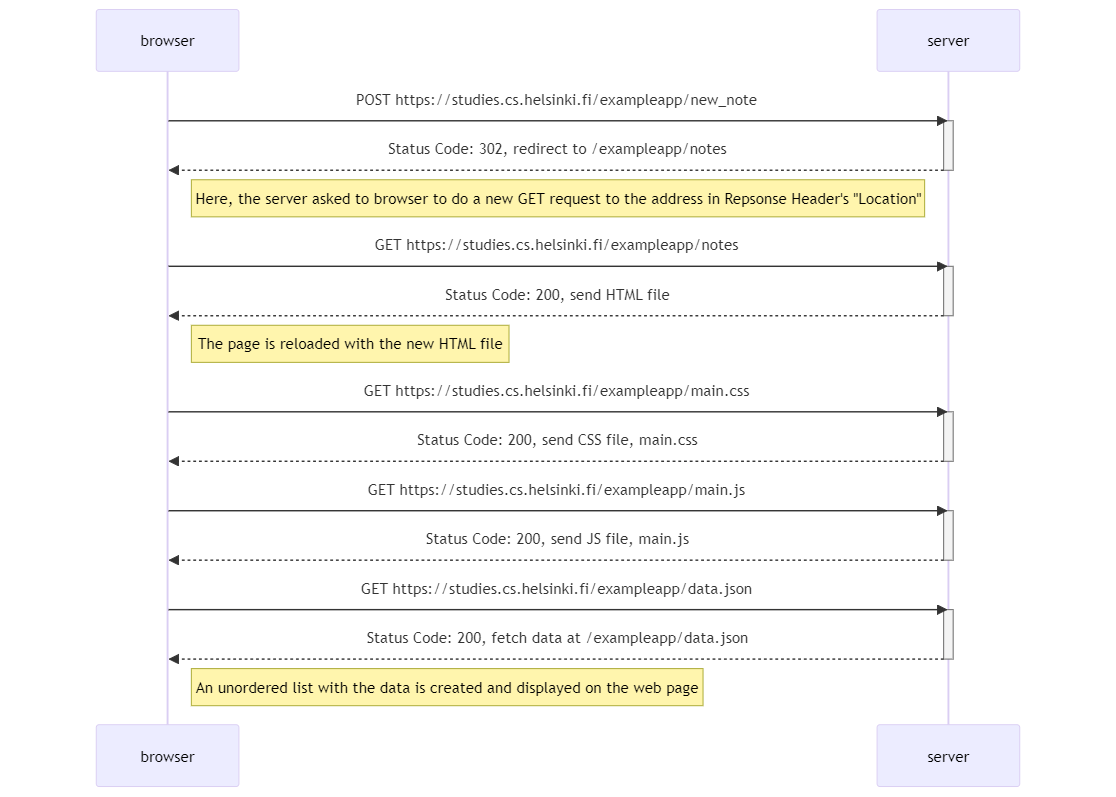 browser
server
POST https://studies.cs.helsinki.fi/exampleapp/new_note
Status Code: 302, redirect to /exampleapp/notes
Here, the server asked to browser to do a new GET request to the address in Repsonse Header's "Location"
GET https://studies.cs.helsinki.fi/exampleapp/notes
Status Code: 200, send HTML file
The page is reloaded with the new HTML file
GET https://studies.cs.helsinki.fi/exampleapp/main.css
Status Code: 200, send CSS file, main.css
GET https://studies.cs.helsinki.fi/exampleapp/main.js
Status Code: 200, send JS file, main.js
GET https://studies.cs.helsinki.fi/exampleapp/data.json
Status Code: 200, fetch data at /exampleapp/data.json
An unordered list with the data is created and displayed on the web page
browser
server